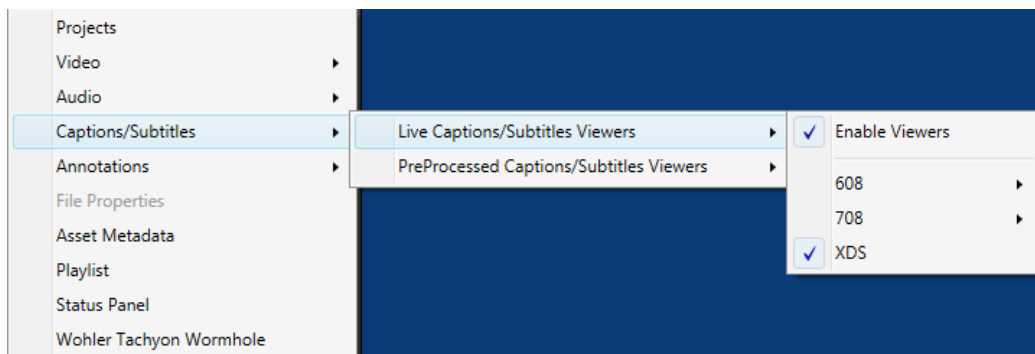 Projects
Video
Audio
Captions/Subtitles
Annotations
File Properties
Asset Metadata
Playlist
Status Panel
Wohler Tachyon Wormhole
Live Captions/Subtitles Viewers
PreProcessed Captions/Subtitles Viewers
Enable Viewers
608
708
XDS